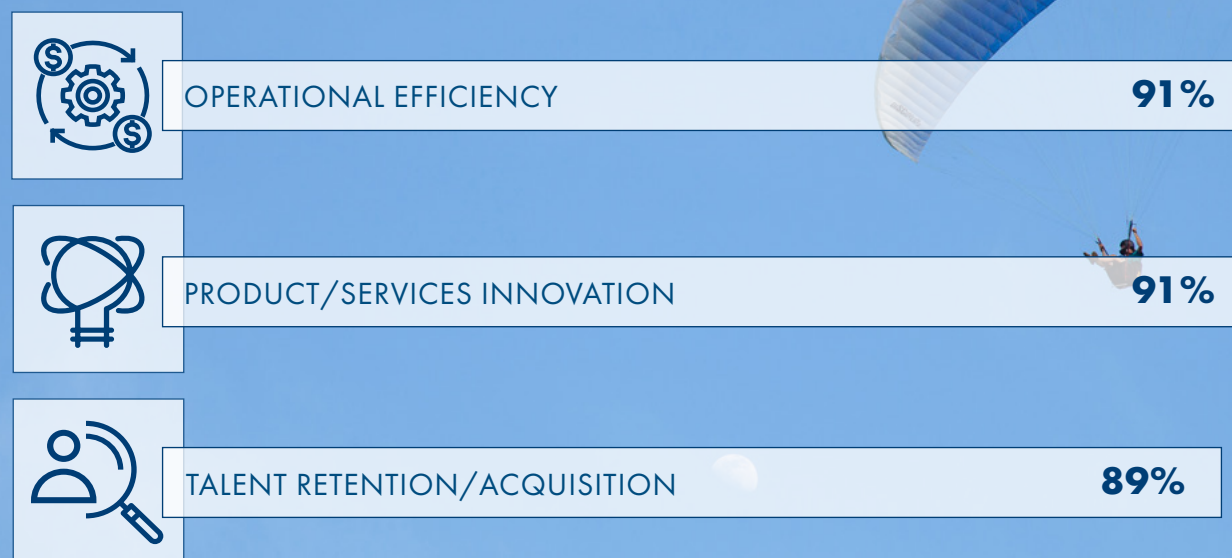 OPERATIONAL EFFICIENCY 91%
PRODUCT/SERVICES INNOVATION 91%
TALENT RETENTION/ACQUISITION 89%